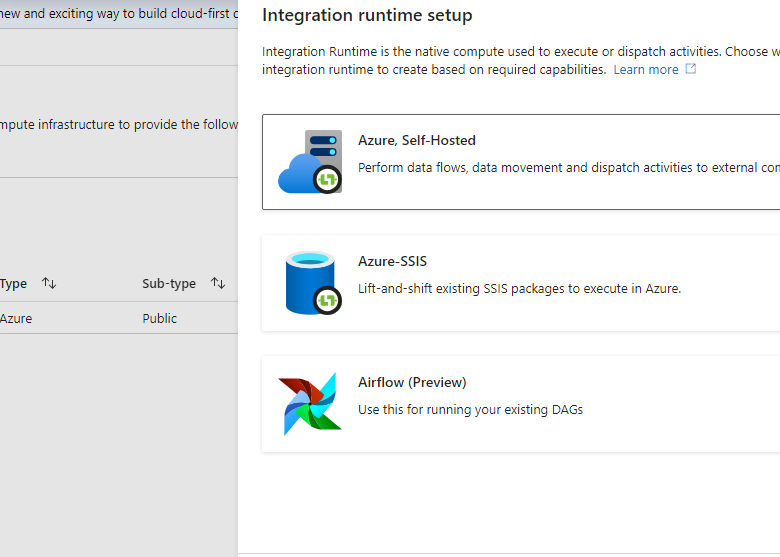 new and exciting way to build cloud-first
Integration runtime setup
Integration Runtime is the native compute used to execute or dispatch activities. Choose
integration runtime to create based on required capabilities. Learn more
compute infrastructure to provide the follow
Azure, Self-Hosted
Perform data flows, data movement and dispatch activities to external
Azure-SSIS
Lift-and-shift existing SSIS packages to execute in Azure.
Type Sub-type
Azure Public
Airflow (Preview)
Use this for running your existing DAGs